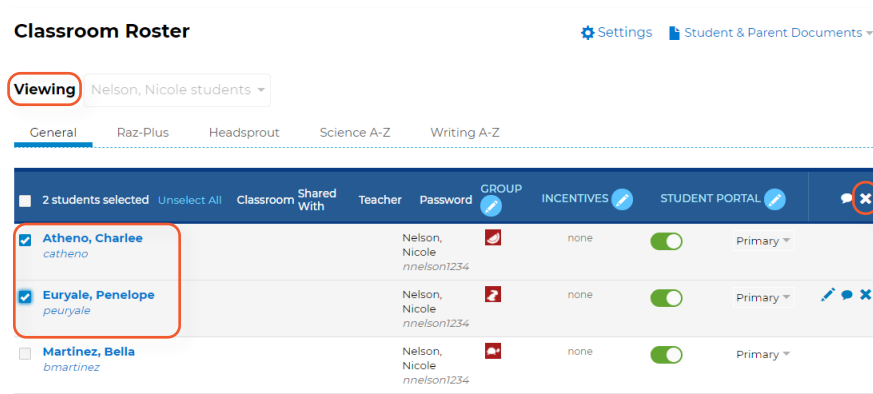 Classroom Roster
Settings
Student & Parent Documents
Viewing
Nelson, Nicole students
General
Raz-Plus
Headsprout
Science A-Z
Writing A-Z
2 students selected
Unselect All
Classroom
Shared
With
Teacher
Password
GROUP
INCENTIVES
STUDENT PORTAL
Atheno, Charlee
catheno
Nelson,
Nicole
nnelson1234
none
Primary
Euryale, Penelope
peuryale
Nelson,
Nicole
nnelson1234
none
Primary
Martinez, Bella
bmartinez
Nelson,
Nicole
nnelson1234
none
Primary